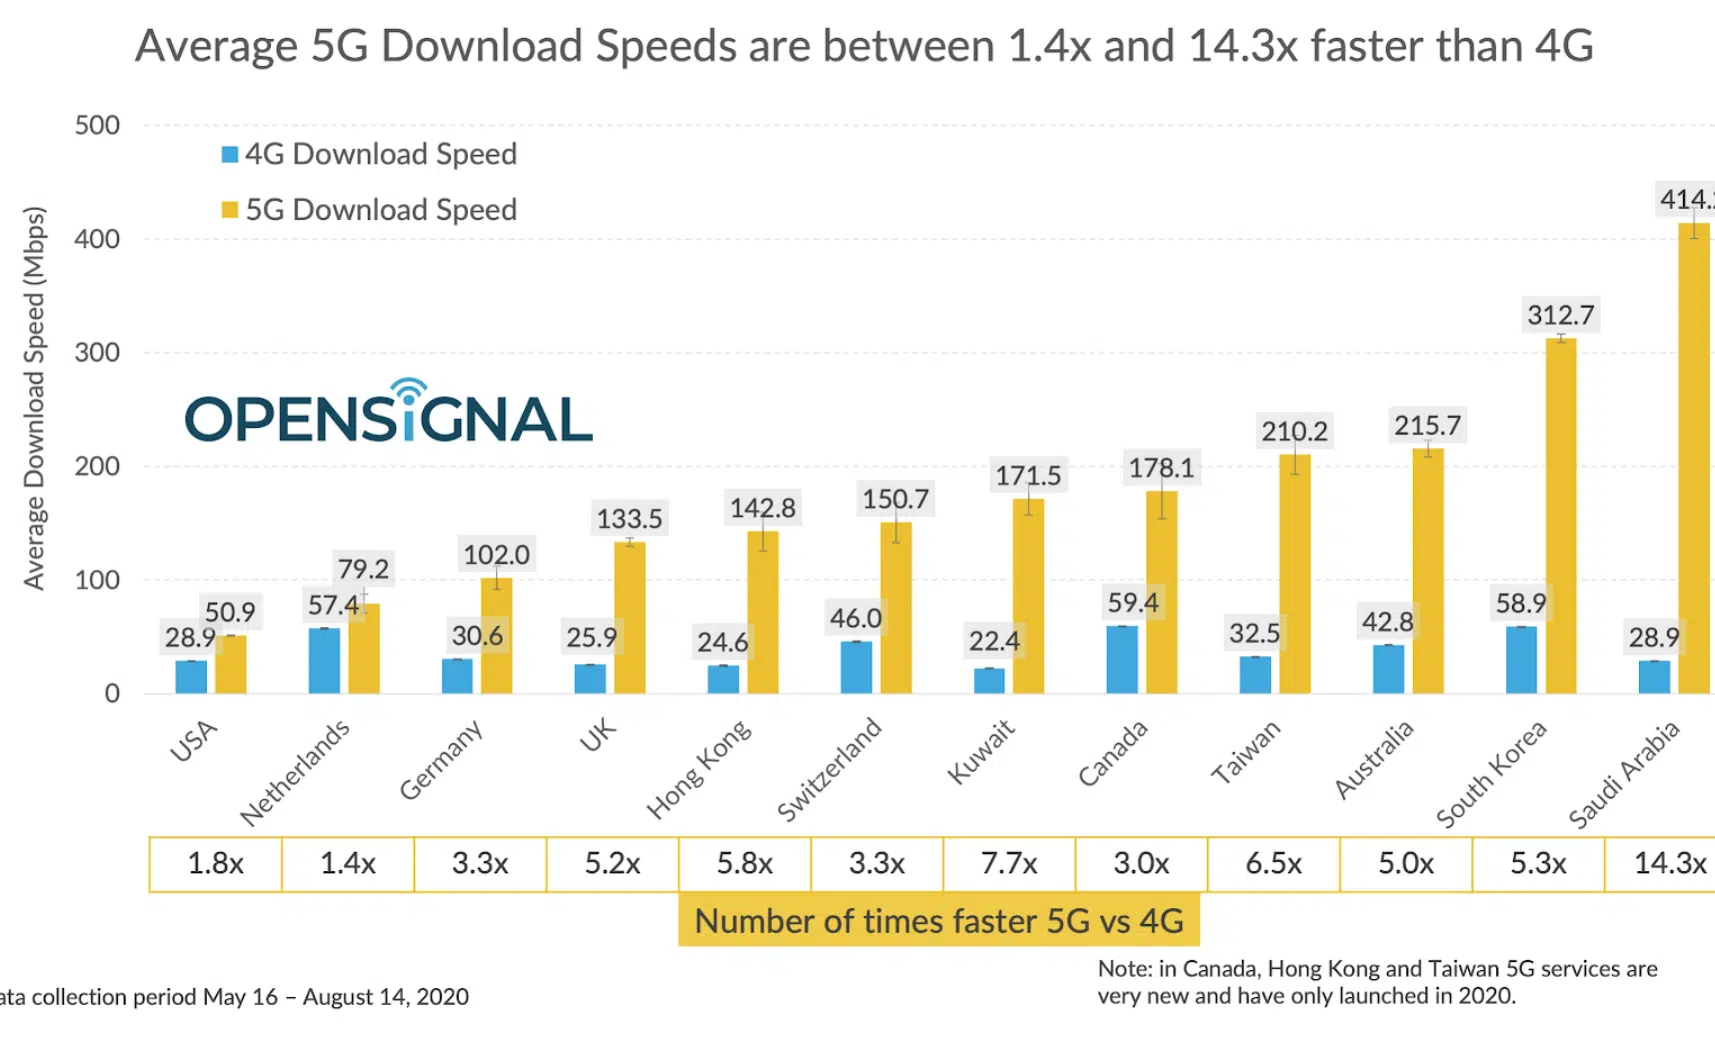 Average 5G Download Speeds are between 1.4x and 14.3x faster than 4G
500
400
300
200
100
0
Average Download Speed (Mbps)
4G Download Speed
5G Download Speed
OPENSiGNAL
28.9 50.9
57.4 79.2
30.6 102.0
25.9 133.5
24.6 142.8
46.0 150.7
22.4 171.5
59.4 178.1
32.5 210.2
42.8 215.7
58.9 312.7
28.9 414.
USA
Netherlands
Germany
UK
Hong Kong
Switzerland
Kuwait
Canada
Taiwan
Australia
South Korea
Saudi Arabia
1.8x 1.4x 3.3x 5.2x 5.8x 3.3x 7.7x 3.0x 6.5x 5.0x 5.3x 14.3x
Number of times faster 5G vs 4G
Note: in Canada, Hong Kong and Taiwan 5G services are
very new and have only launched in 2020.
ata collection period May 16 – August 14, 2020